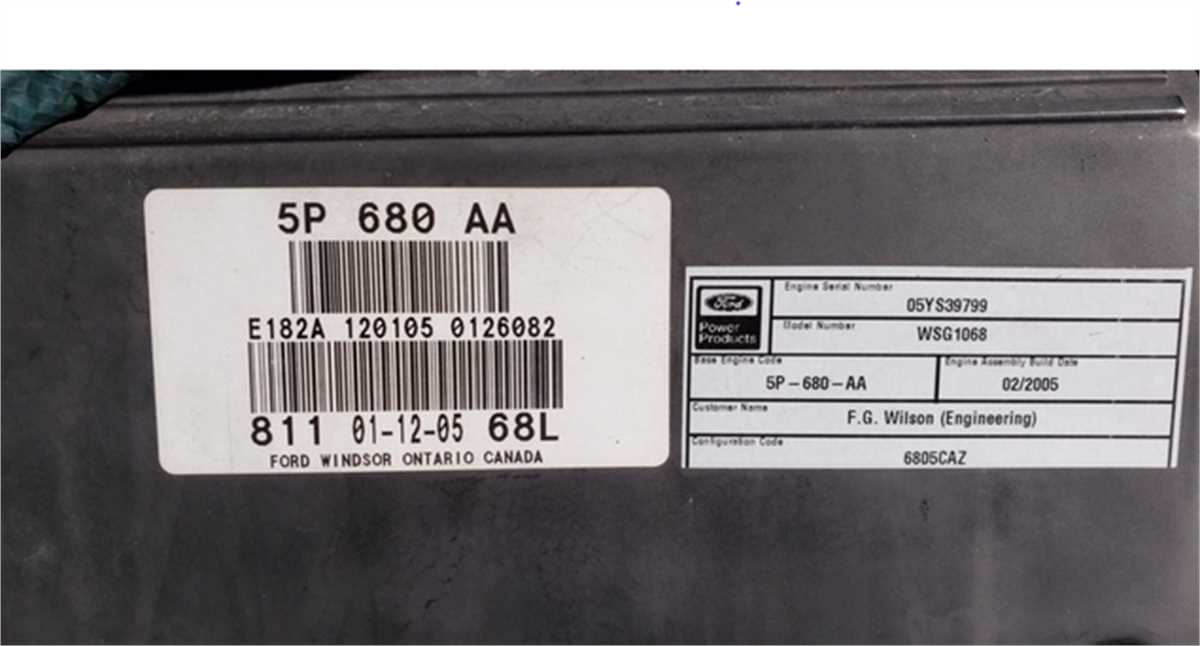 5P 680 AA
E182A 120105 0126082
811 01-12-05 68L
FORD WINDSOR ONTARIO CANADA
Ford
Power
Products
Engine Serial Number
05YS39799
Model Number
WSG1068
Base Engine Code
5P-680-AA
Engine Assembly Build Date
02/2005
Customer Name
F.G. Wilson (Engineering)
Configuration Code
6805CAZ